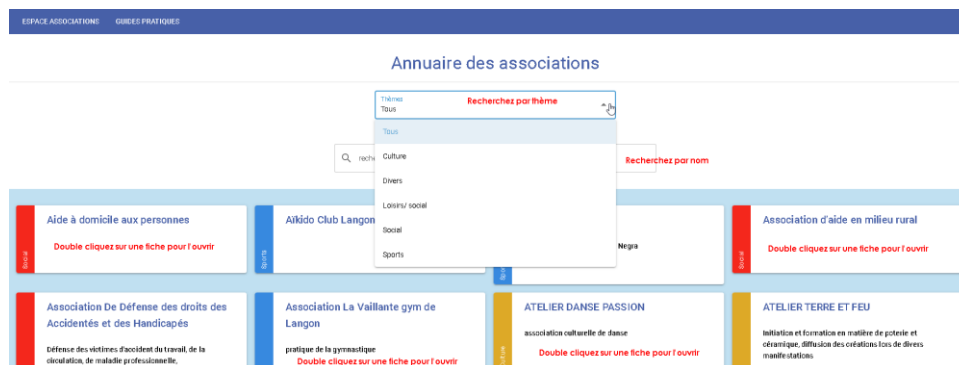 ESPACE ASSOCIATIONS GUIDES PRATIQUES
Annuaire des associations
Thèmes
Tous
Recherchez par thème
Tous
Culture
Divers
Loisirs/ social
Social
Sports
Recherchez par nom
Aide à domicile aux personnes
Double cliquez sur une fiche pour l'ouvrir
Social
Aïkido Club Langon
Sports
Negra
Association d'aide en milieu rural
Double cliquez sur une fiche pour l'ouvrir
Social
Association De Défense des droits des
Accidentés et des Handicapés
Défense des victimes d'accident du travail, de la
circulation, de maladie professionnelle,
Association La Vaillante gym de
Langon
pratique de la gymnastique
Double cliquez sur une fiche pour l'ouvrir
ATELIER DANSE PASSION
association culturelle de danse
Double cliquez sur une fiche pour l'ouvrir
ATELIER TERRE ET FEU
Initiation et formation en matière de poterie et
céramique, diffusion des créations lors de divers
manifestations